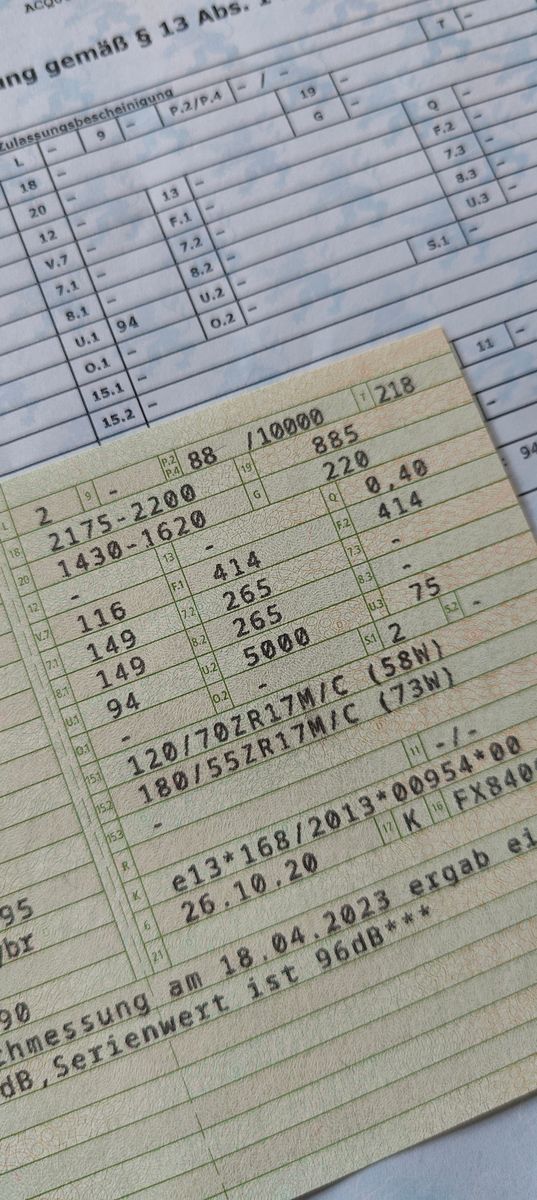 ung gemäß § 13 Abs. 1
Zulassungsbescheinigung
L - 9 - P.2/P.4 - / - T -
18 - 19 -
20 - G -
12 - 13 - Q -
V.7 - F.1 - F.2 -
7.1 - 7.2 - 7.3 -
8.1 - 8.2 - 8.3 -
U.1 94 U.2 - U.3 -
O.1 - O.2 - S.1 -
15.1 -
15.2 -
11 -
94
L 2 9 - P.2 P.4 88 /10000 T 218
18 2175-2200 19 885
20 1430-1620 G 220
12 - 13 - Q 0,40
V.7 116 F.1 414 F.2 414
7.1 149 7.2 265 7.3 -
8.1 149 8.2 265 8.3 -
U.1 94 U.2 5000 U.3 75
O.1 - O.2 - S.1 2 S.2 -
15.1 120/70ZR17M/C (58W)
15.2 180/55ZR17M/C (73W)
15.3 - 11 -/-
R
K e13*168/2013*00954*00
6 26.10.20 17 K 16 FX840
21
95
/br
90
chmessung am 18.04.2023 ergab ei
dB,Serienwert ist 96dB***